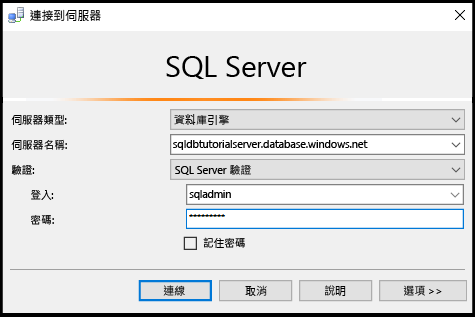 連接到伺服器
SQL Server
伺服器類型: 資料庫引擎
伺服器名稱: sqldbtutorialserver.database.windows.net
驗證: SQL Server 驗證
登入: sqladmin
密碼: *********
記住密碼
連線 取消 說明 選項 >>